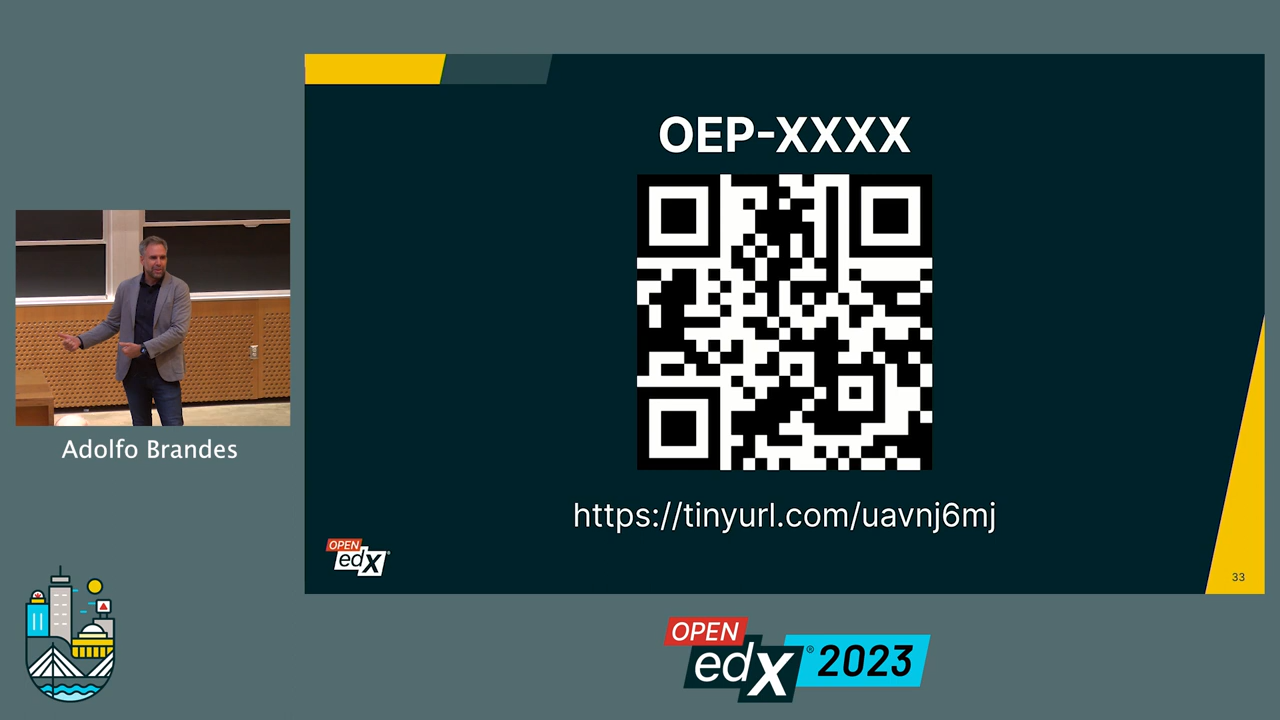 OEP-XXXX
https://tinyurl.com/uavnj6mj
OPEN
edX
33
Adolfo Brandes
OPEN
edX® 2023